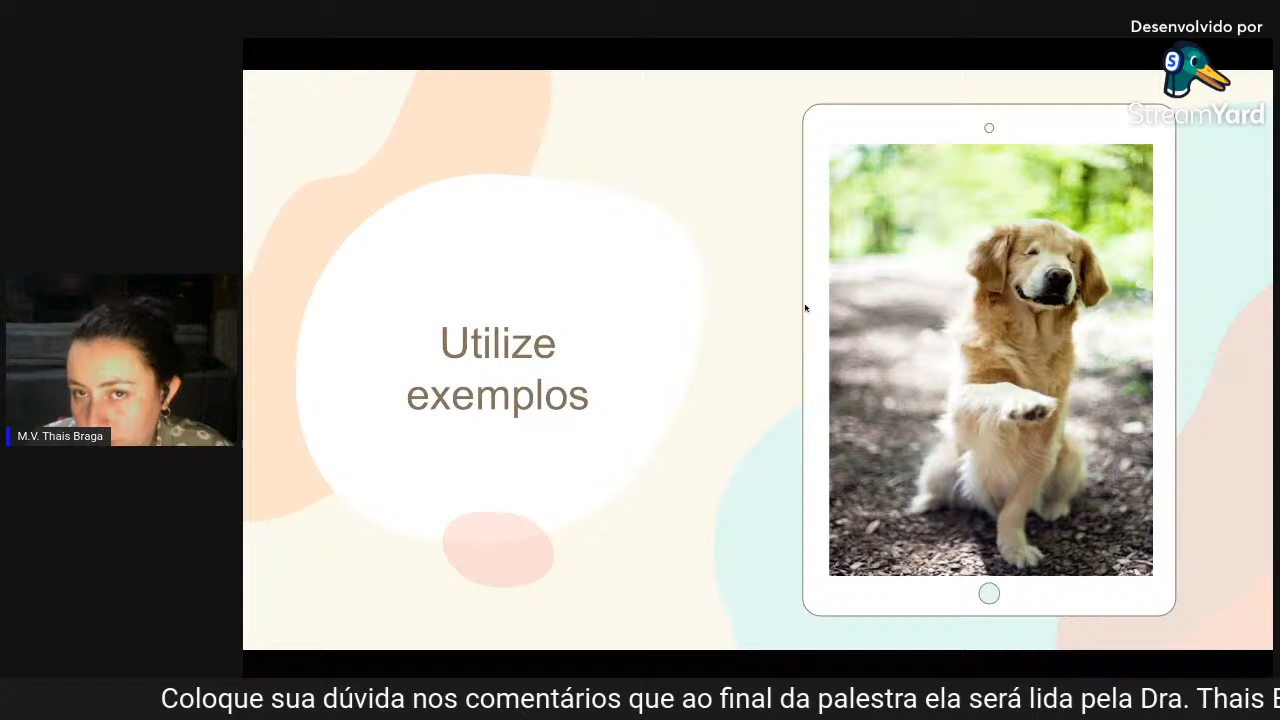 Desenvolvido por
S
StreamYard
Utilize
exemplos
M.V. Thais Braga
Coloque sua dúvida nos comentários que ao final da palestra ela será lida pela Dra. Thais